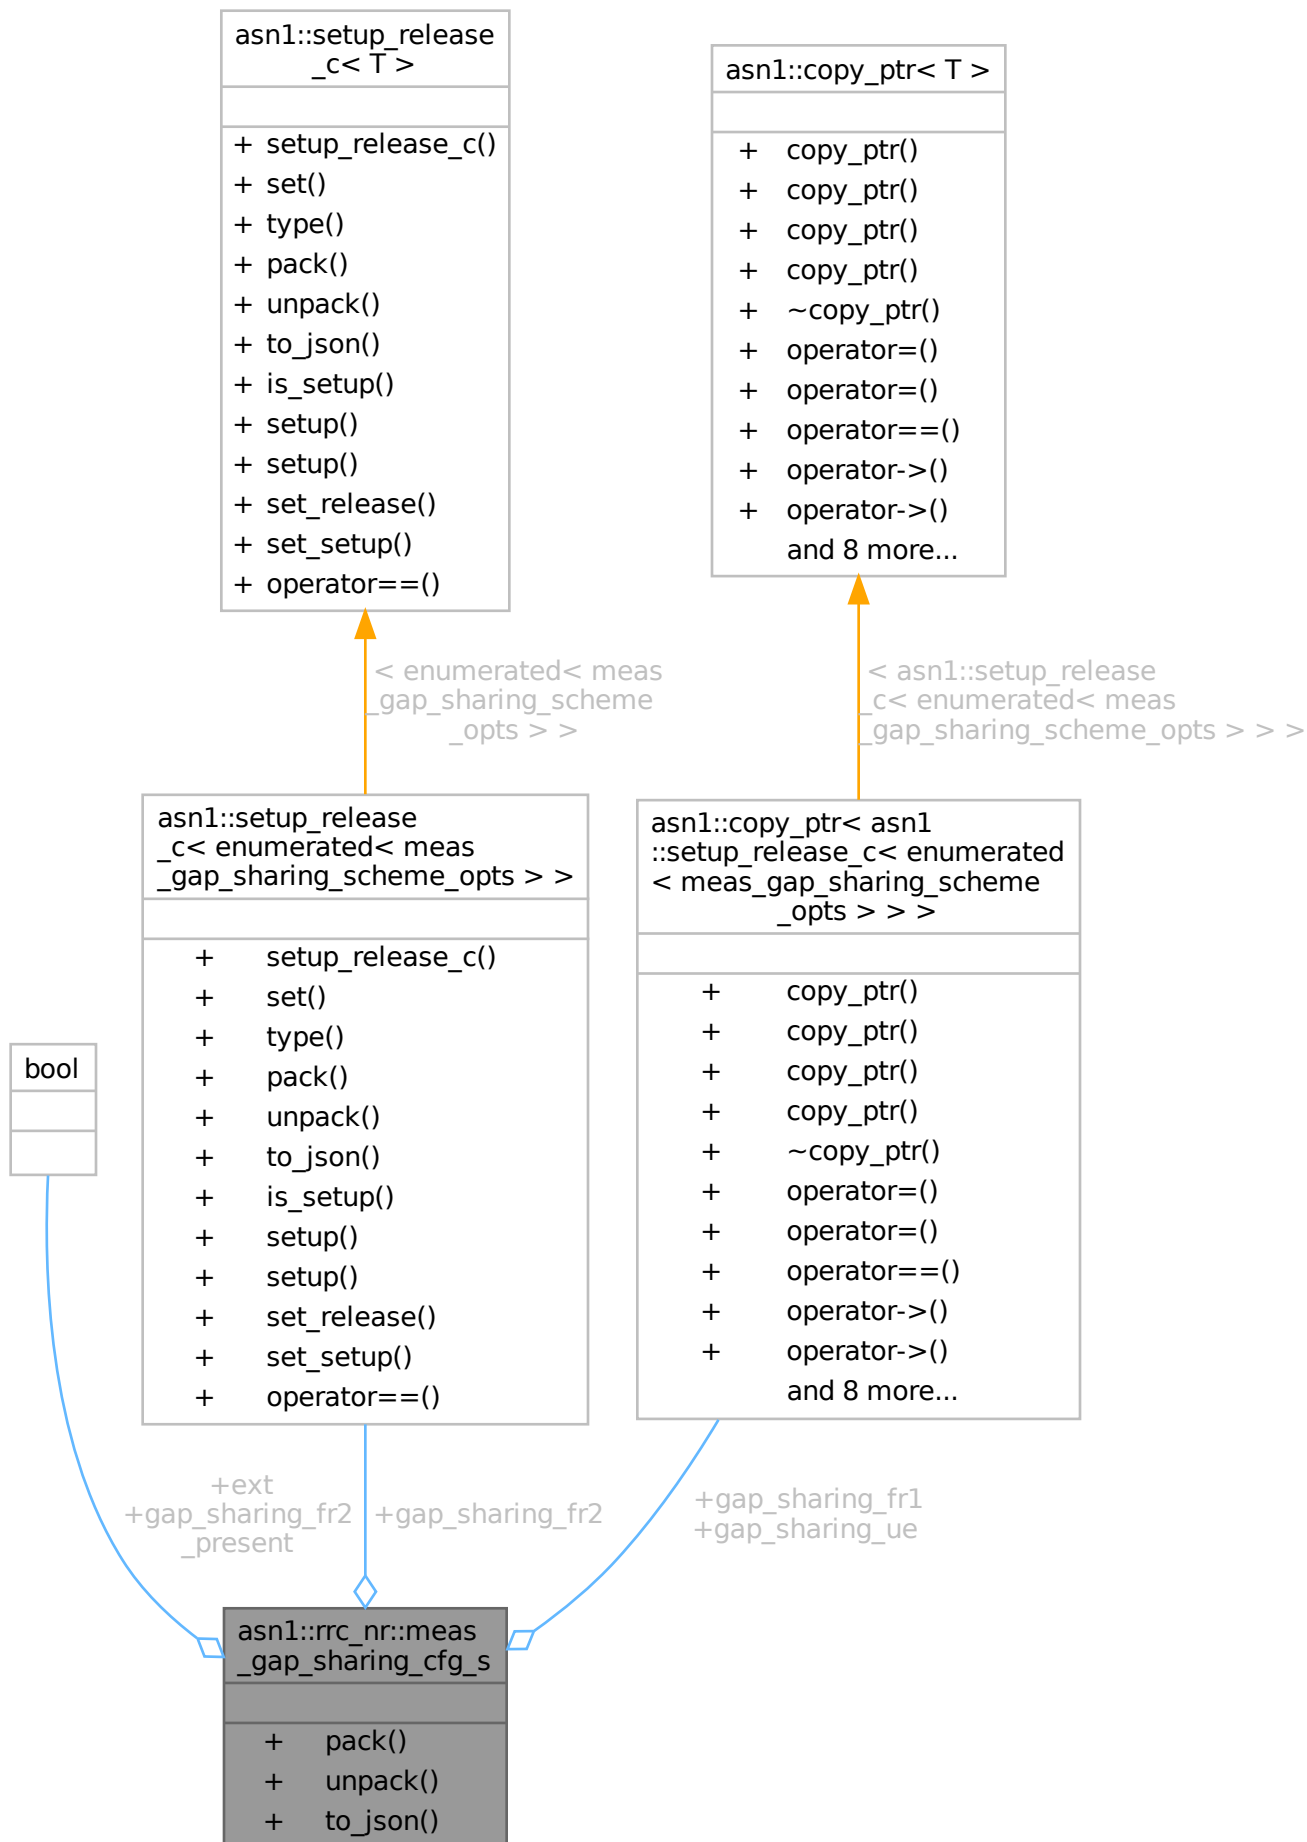 asn1::setup_release
_c< T >
+ setup_release_c()
+ set()
+ type()
+ pack()
+ unpack()
+ to_json()
+ is_setup()
+ setup()
+ setup()
+ set_release()
+ set_setup()
+ operator==()
asn1::copy_ptr< T >
+ copy_ptr()
+ copy_ptr()
+ copy_ptr()
+ copy_ptr()
+ ~copy_ptr()
+ operator=()
+ operator=()
+ operator==()
+ operator->()
+ operator->()
and 8 more...
< enumerated< meas
_gap_sharing_scheme
_opts > >
< asn1::setup_release
_c< enumerated< meas
_gap_sharing_scheme_opts > > >
asn1::setup_release
_c< enumerated< meas
_gap_sharing_scheme_opts > >
+ setup_release_c()
+ set()
+ type()
+ pack()
+ unpack()
+ to_json()
+ is_setup()
+ setup()
+ setup()
+ set_release()
+ set_setup()
+ operator==()
asn1::copy_ptr< asn1
::setup_release_c< enumerated
< meas_gap_sharing_scheme
_opts > > >
+ copy_ptr()
+ copy_ptr()
+ copy_ptr()
+ copy_ptr()
+ ~copy_ptr()
+ operator=()
+ operator=()
+ operator==()
+ operator->()
+ operator->()
and 8 more...
bool
+ext
+gap_sharing_fr2
_present
+gap_sharing_fr2
+gap_sharing_fr1
+gap_sharing_ue
asn1::rrc_nr::meas
_gap_sharing_cfg_s
+ pack()
+ unpack()
+ to_json()